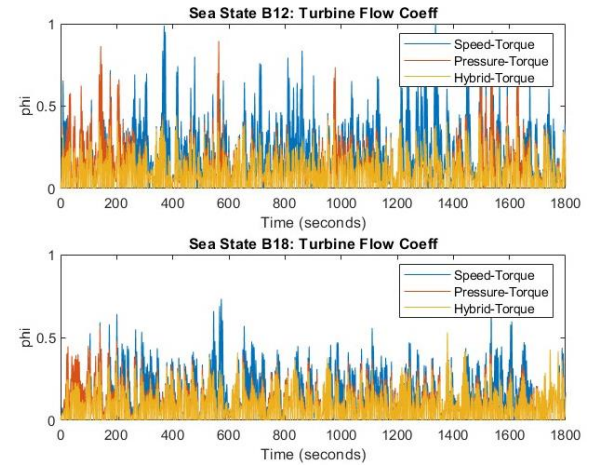 Sea State B12: Turbine Flow Coeff
1
0.5
0
phi
Speed-Torque
Pressure-Torque
Hybrid-Torque
0 200 400 600 800 1000 1200 1400 1600 1800
Time (seconds)
Sea State B18: Turbine Flow Coeff
1
0.5
0
phi
Speed-Torque
Pressure-Torque
Hybrid-Torque
0 200 400 600 800 1000 1200 1400 1600 1800
Time (seconds)